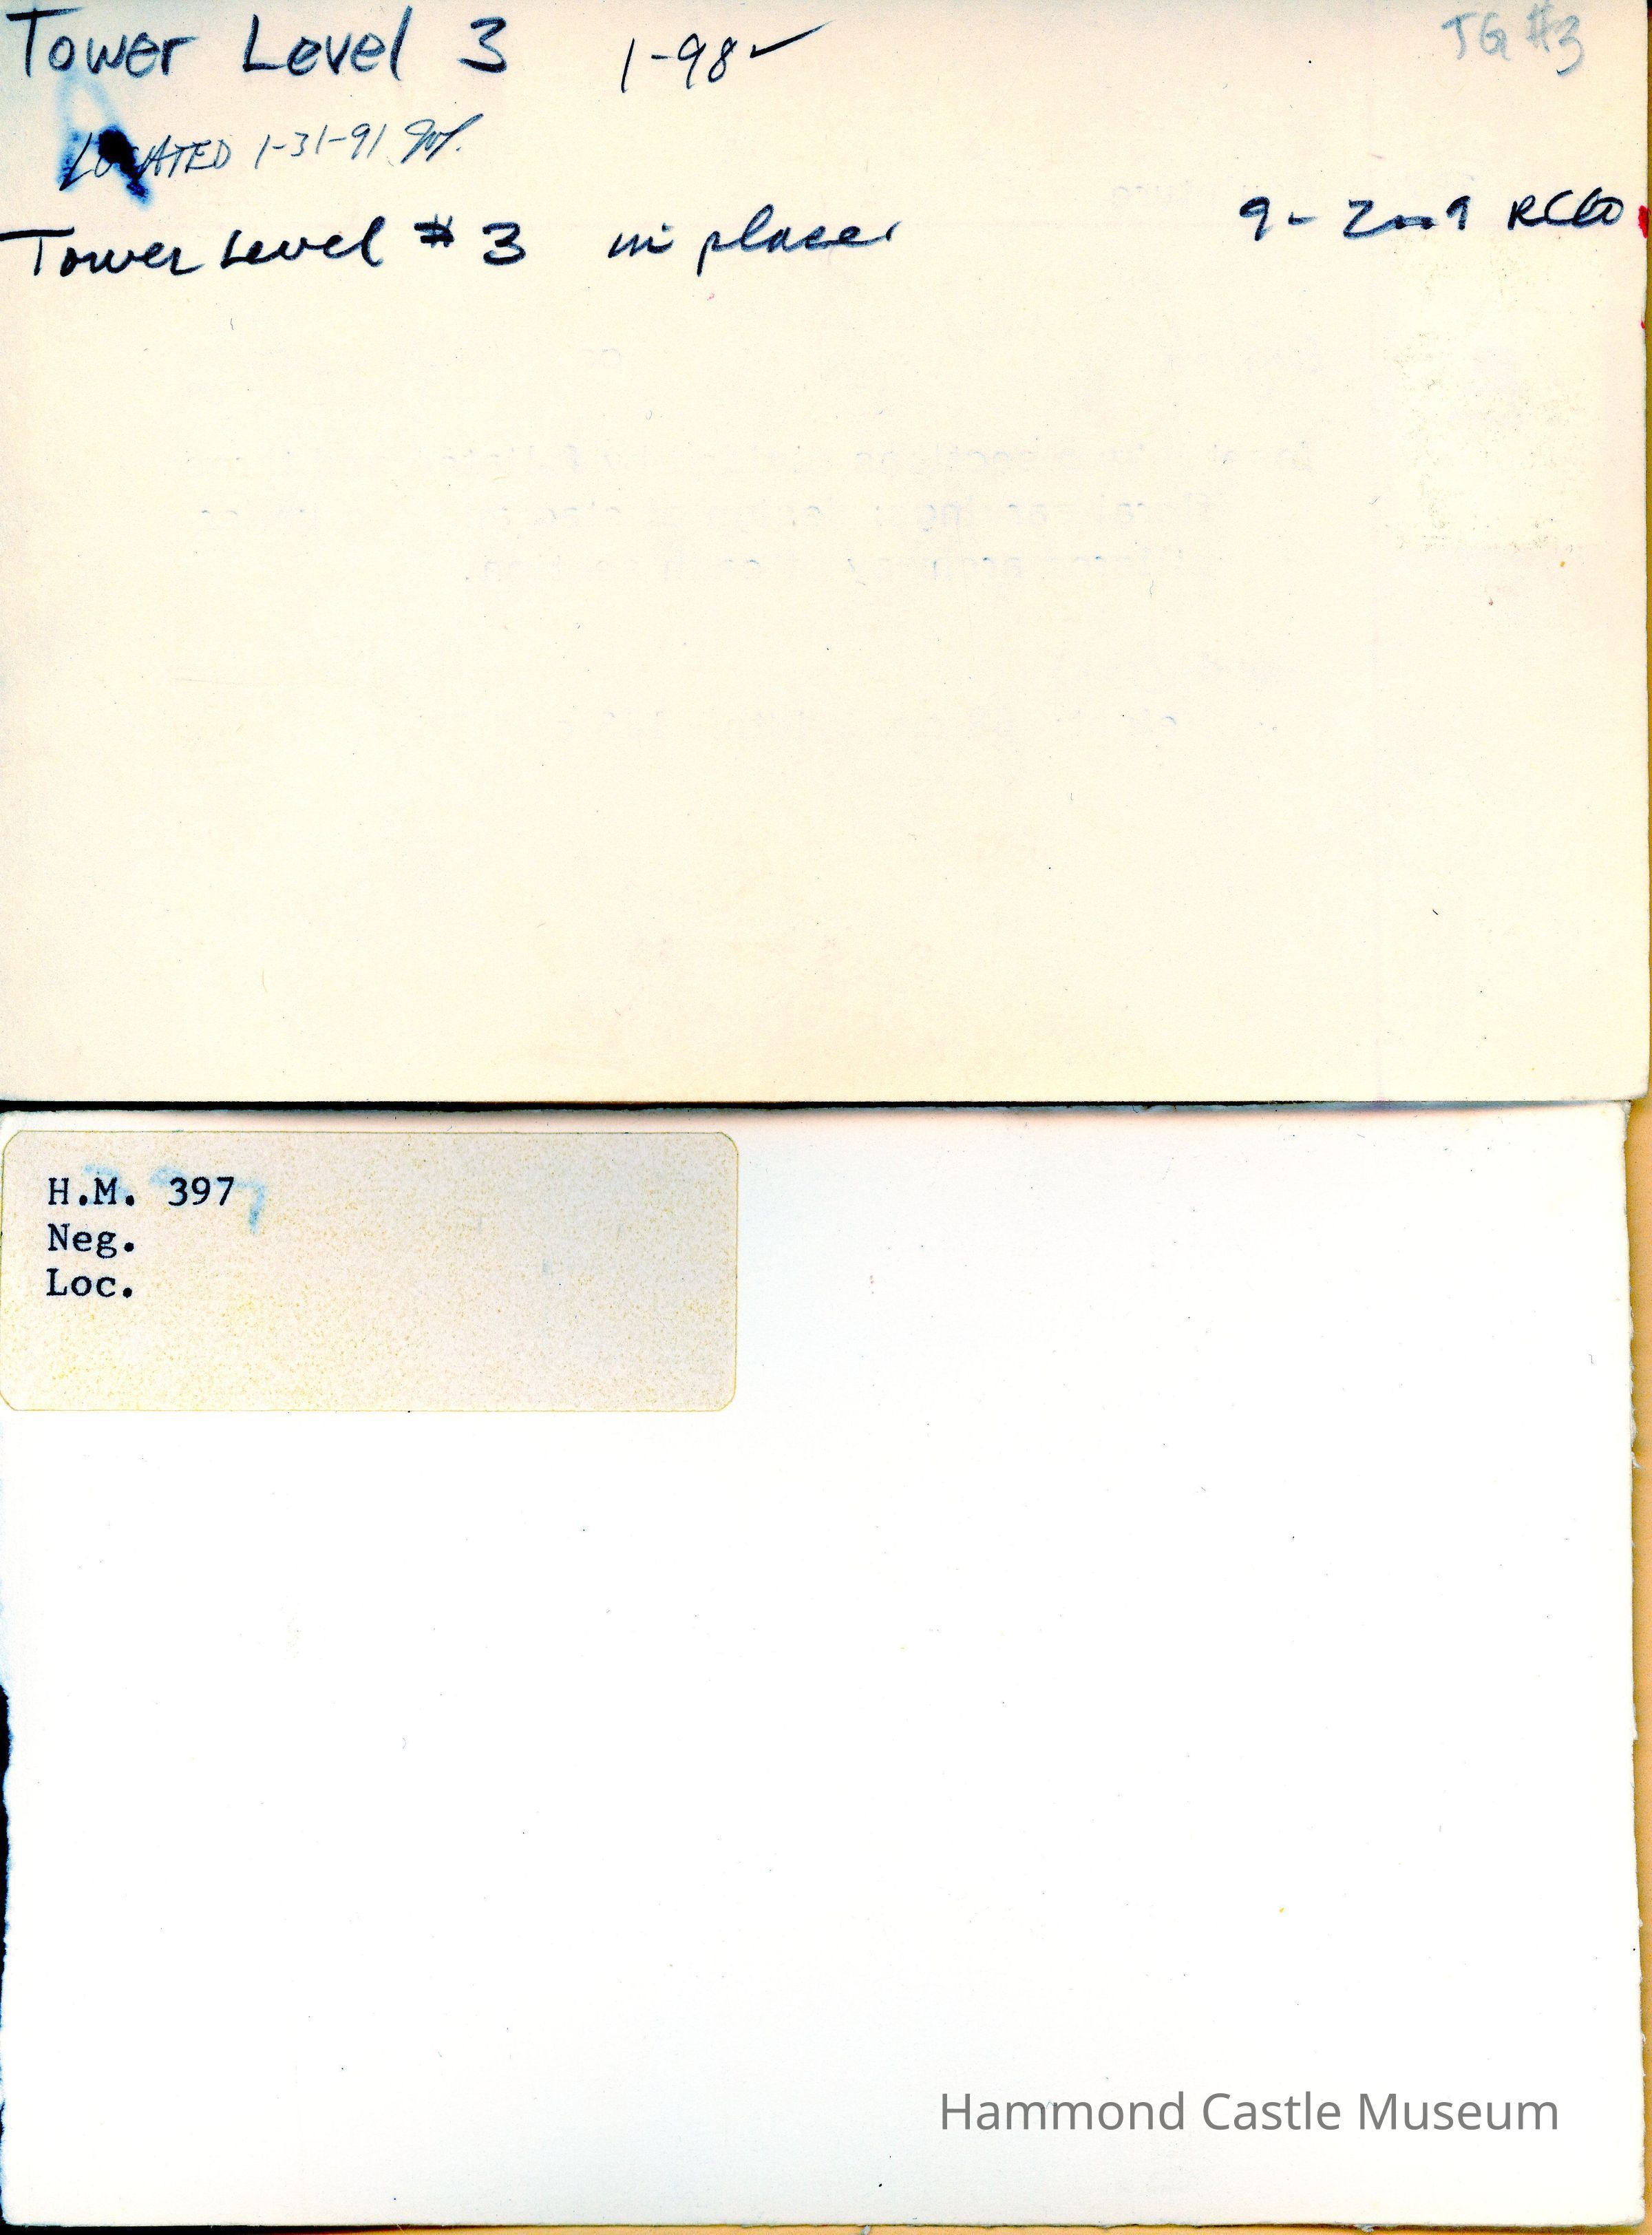 Tower Level 3 1-98✓ JG #3
LOCATED 1-31-91
Tower Level #3 in place 9-2009
H.M. 397
Neg.
Loc.
Hammond Castle Museum